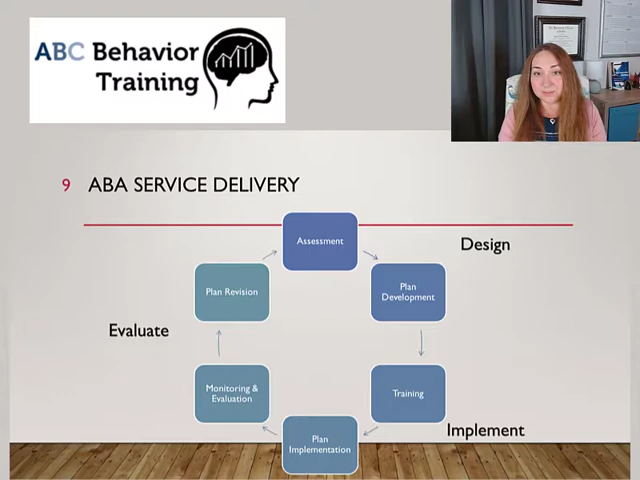 ABC Behavior
Training
9 ABA SERVICE DELIVERY
Assessment
Design
Plan
Development
Training
Implement
Plan
Implementation
Monitoring &
Evaluation
Evaluate
Plan Revision